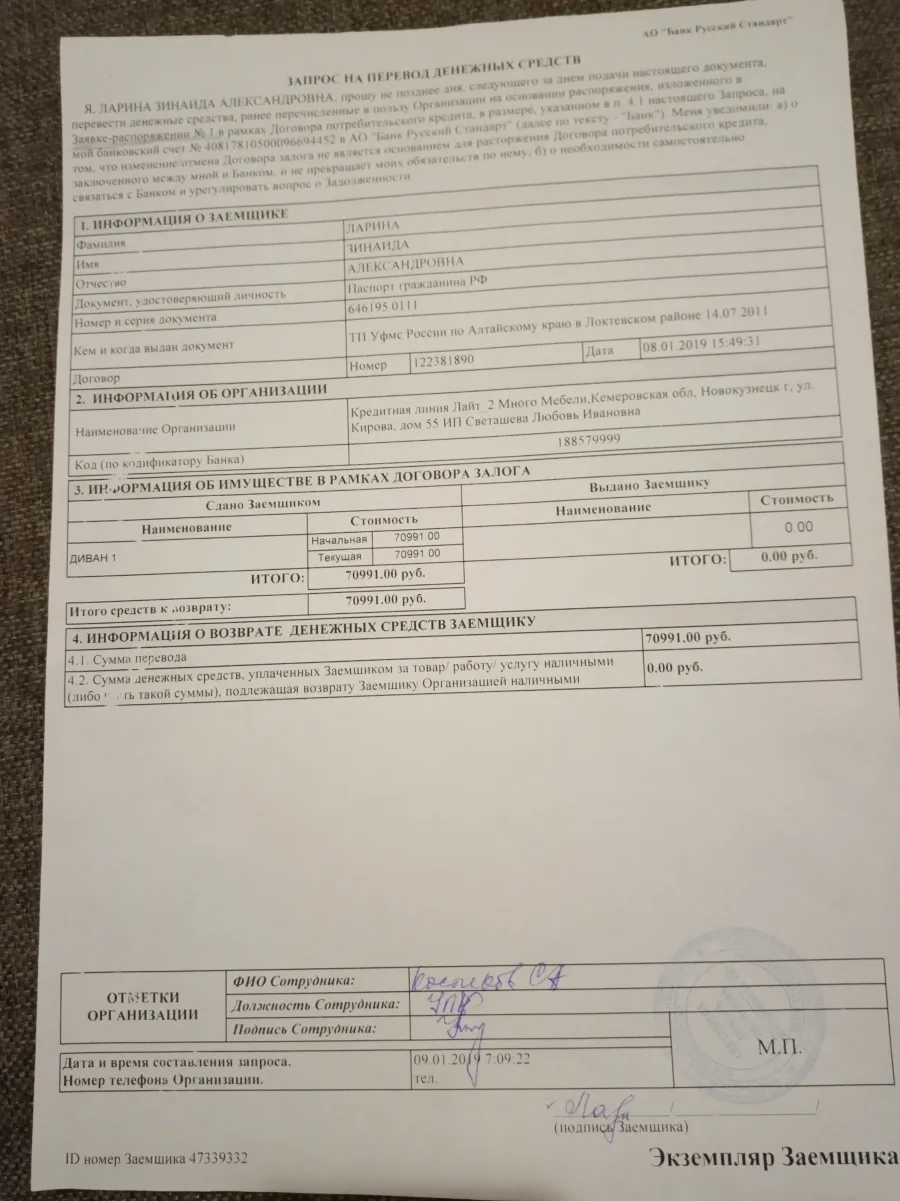 АО "Банк Русский Стандарт"
ЗАПРОС НА ПЕРЕВОД ДЕНЕЖНЫХ СРЕДСТВ
Я, ЛАРИНА ЗИНАИДА АЛЕКСАНДРОВНА, прошу не позднее дня, следующего за днем подачи настоящего документа,
перевести денежные средства, ранее перечисленные в пользу Организации на основании распоряжения, изложенного в
Заявке-распоряжении № 1 в рамках Договора потребительского кредита, в размере, указанном в п. 4.1 настоящего Запроса, на
мой банковский счет № 40817810500096694452 в АО "Банк Русский Стандарт" (далее по тексту - "Банк"). Меня уведомили: а) о
том, что изменение/отмена Договора залога не является основанием для расторжения Договора потребительского кредита,
заключенного между мной и Банком, и не прекращает моих обязательств по нему, б) о необходимости самостоятельно
связаться с Банком и урегулировать вопрос о Задолженности
1. ИНФОРМАЦИЯ О ЗАЕМЩИКЕ
Фамилия ЛАРИНА
Имя ЗИНАИДА
Отчество АЛЕКСАНДРОВНА
Документ, удостоверяющий личность Паспорт гражданина РФ
Номер и серия документа 646195 0111
Кем и когда выдан документ ТП Уфмс России по Алтайскому краю в Локтевском районе 14.07.2011
Договор Номер 122381890 Дата 08.01.2019 15:49:31
2. ИНФОРМАЦИЯ ОБ ОРГАНИЗАЦИИ
Наименование Организации
Кредитная линия Лайт_2 Много Мебели,Кемеровская обл, Новокузнецк г, ул.
Кирова, дом 55 ИП Светашева Любовь Ивановна
Код (по кодификатору Банка) 188579999
3. ИНФОРМАЦИЯ ОБ ИМУЩЕСТВЕ В РАМКАХ ДОГОВОРА ЗАЛОГА
Сдано Заемщиком Выдано Заемщику
Наименование Стоимость Наименование Стоимость
ДИВАН 1 Начальная 70991 00 0.00
Текущая 70991 00
ИТОГО: 70991.00 руб. ИТОГО: 0.00 руб.
Итого средств к возврату: 70991.00 руб.
4. ИНФОРМАЦИЯ О ВОЗВРАТЕ ДЕНЕЖНЫХ СРЕДСТВ ЗАЕМЩИКУ
4.1. Сумма перевода 70991.00 руб.
4.2. Сумма денежных средств, уплаченных Заемщиком за товар/ работу/ услугу наличными 0.00 руб.
(либо такой суммы), подлежащая возврату Заемщику Организацией наличными
ОТМЕТКИ
ОРГАНИЗАЦИИ
ФИО Сотрудника:
Должность Сотрудника:
Подпись Сотрудника:
М.П.
Дата и время составления запроса. 09.01.2019 7:09:22
Номер телефона Организации. тел.
(подпись Заемщика)
ID номер Заемщика 47339332
Экземпляр Заемщика